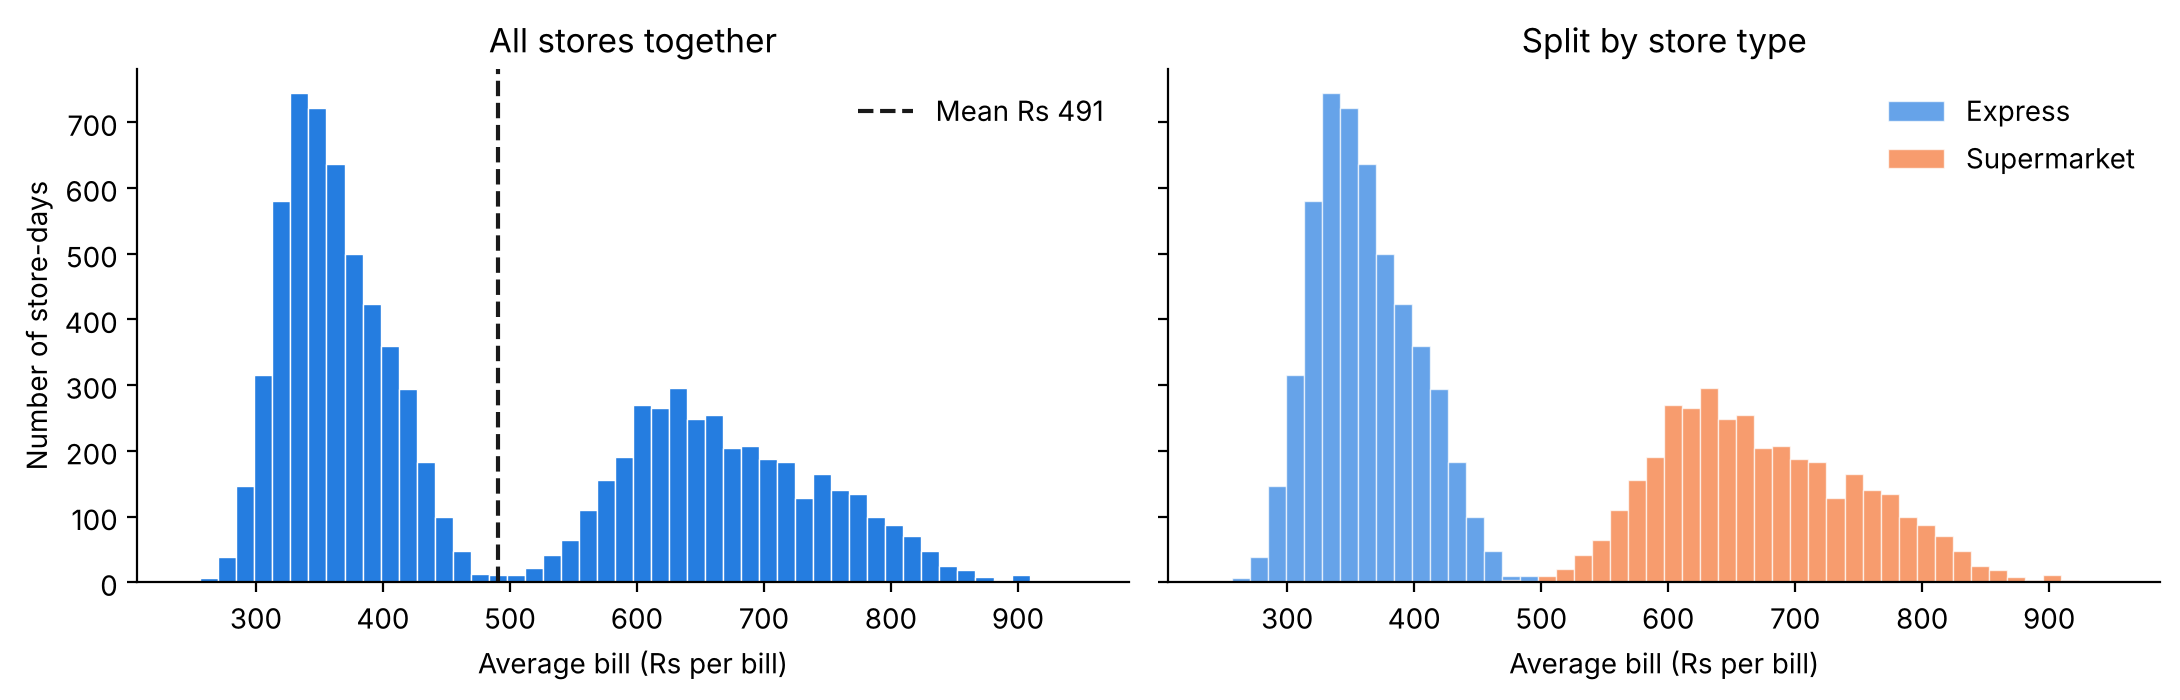 All stores together
Mean Rs 491
Number of store-days
700
600
500
400
300
200
100
0
300 400 500 600 700 800 900
Average bill (Rs per bill)
Split by store type
Express
Supermarket
300 400 500 600 700 800 900
Average bill (Rs per bill)